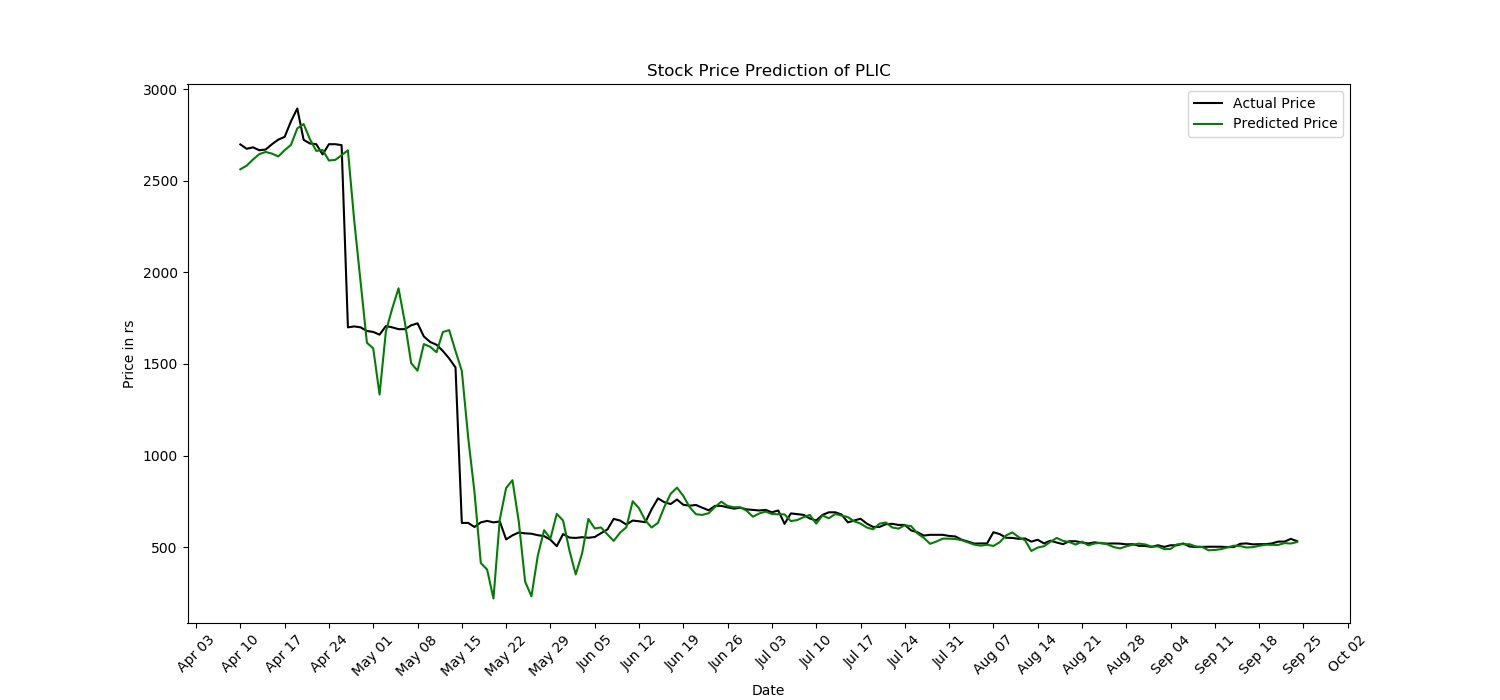 Stock Price Prediction of PLIC
Actual Price
Predicted Price
Price in rs
3000
2500
2000
1500
1000
500
Apr 03
Apr 10
Apr 17
Apr 24
May 01
May 08
May 15
May 22
May 29
Jun 05
Jun 12
Jun 19
Jun 26
Jul 03
Jul 10
Jul 17
Jul 24
Jul 31
Aug 07
Aug 14
Aug 21
Aug 28
Sep 04
Sep 11
Sep 18
Sep 25
Oct 02
Date